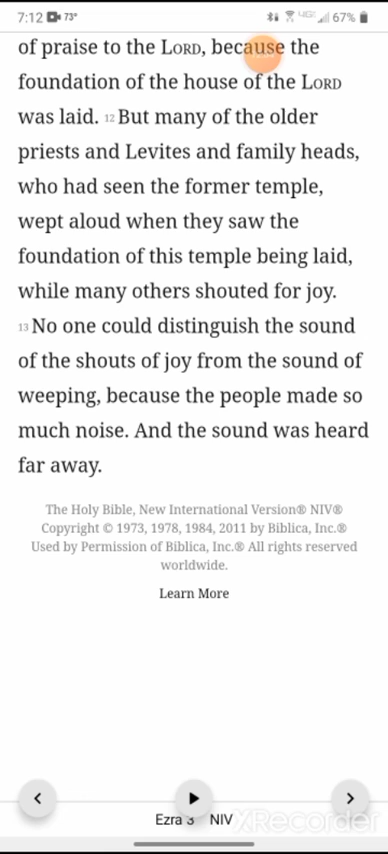 7:12 73° 4G 67%
of praise to the LORD, because the
foundation of the house of the LORD
was laid. 12 But many of the older
priests and Levites and family heads,
who had seen the former temple,
wept aloud when they saw the
foundation of this temple being laid,
while many others shouted for joy.
13 No one could distinguish the sound
of the shouts of joy from the sound of
weeping, because the people made so
much noise. And the sound was heard
far away.
The Holy Bible, New International Version® NIV®
Copyright © 1973, 1978, 1984, 2011 by Biblica, Inc.®
Used by Permission of Biblica, Inc.® All rights reserved
worldwide.
Learn More
Ezra 3 NIV
XRecorder